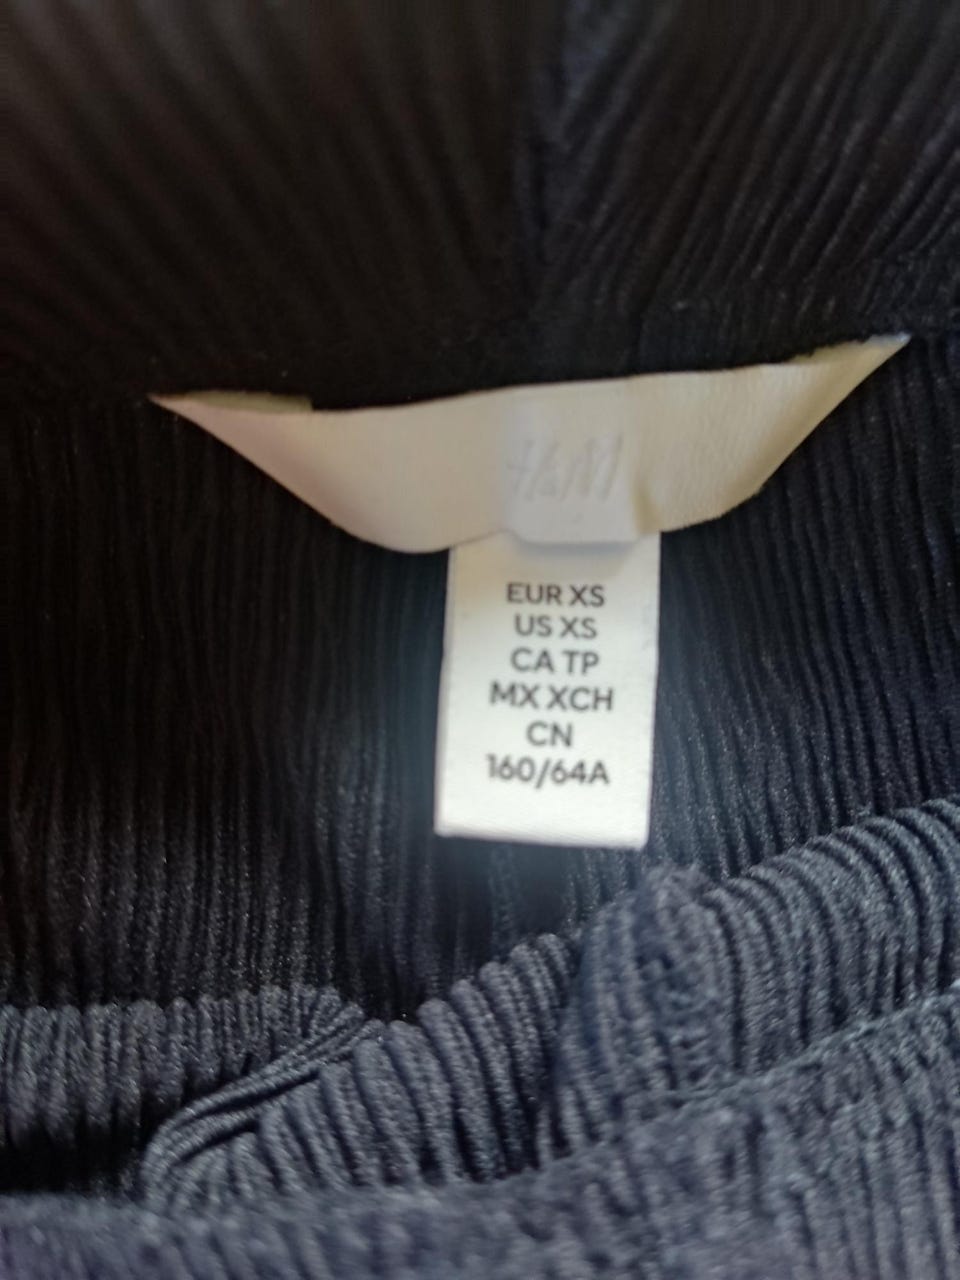 H&M
EUR XS
US XS
CA TP
MX XCH
CN
160/64A